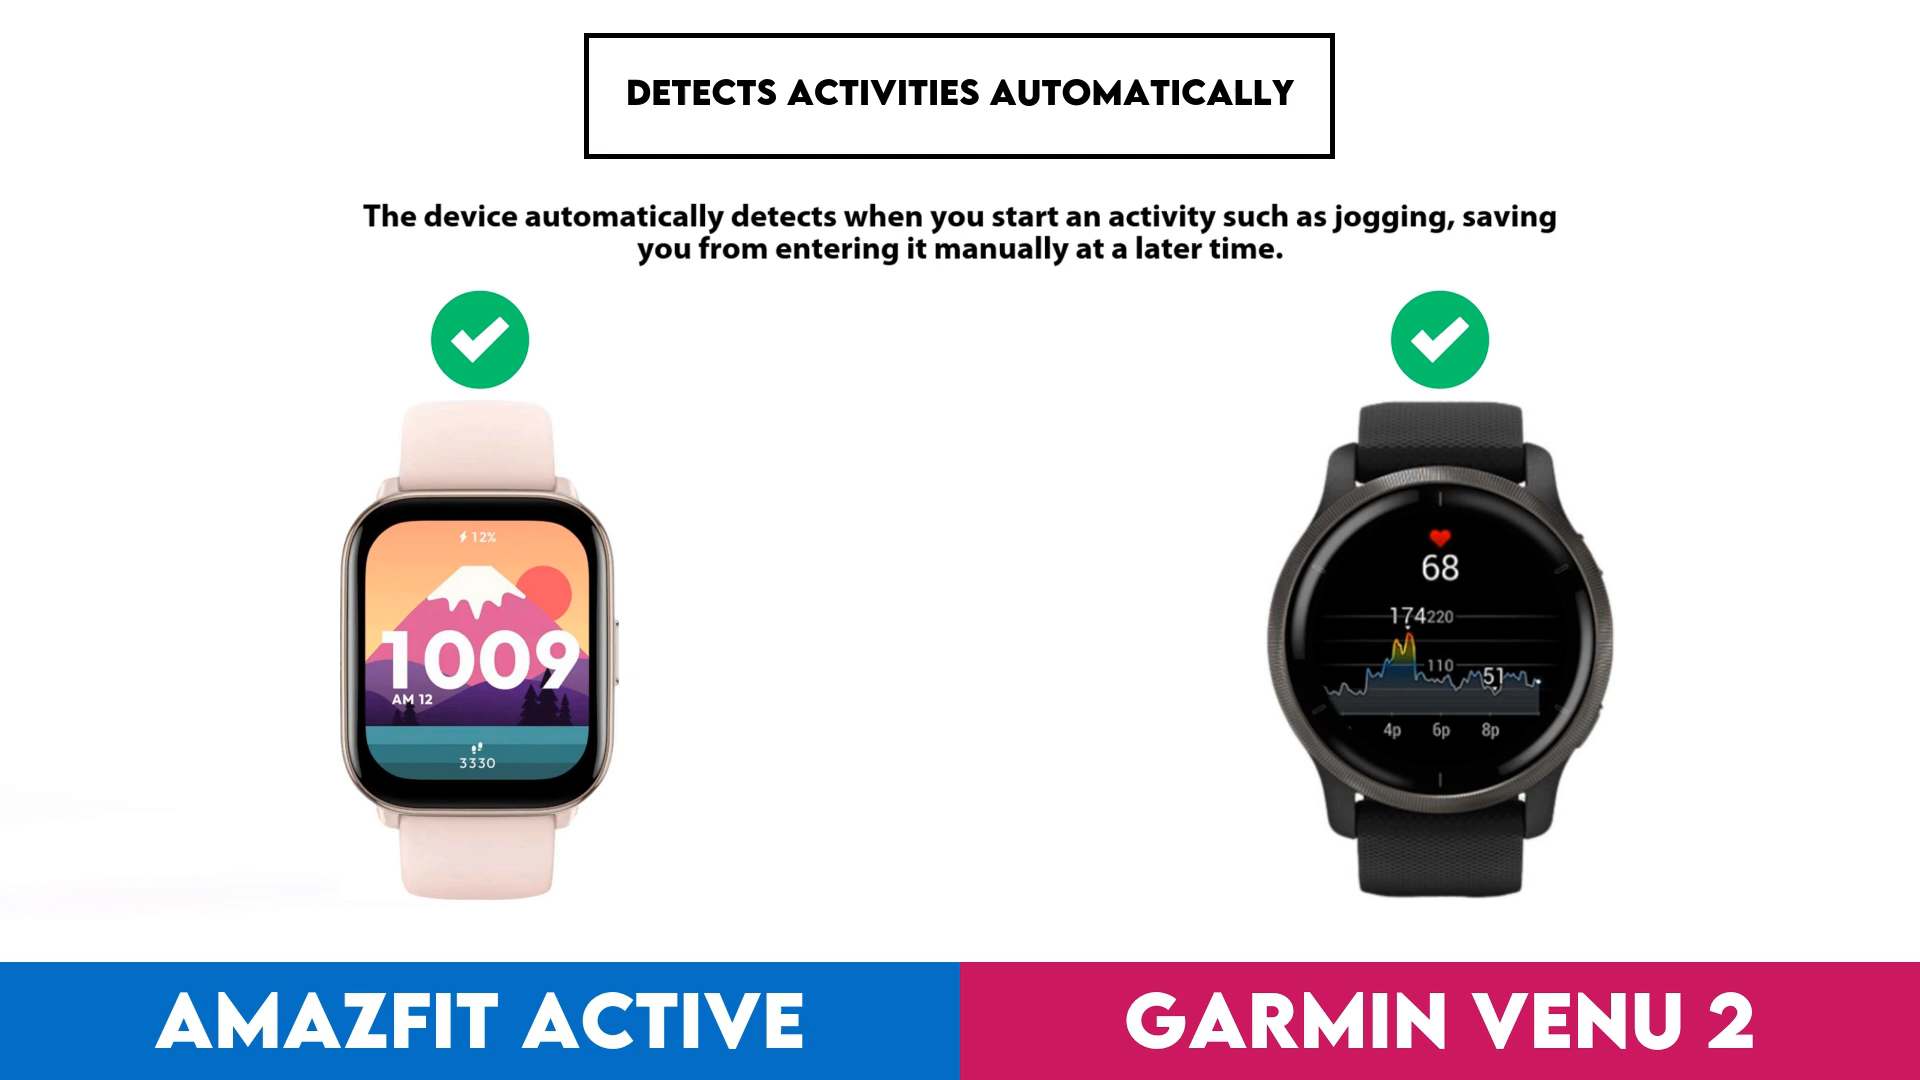 DETECTS ACTIVITIES AUTOMATICALLY
The device automatically detects when you start an activity such as jogging, saving
you from entering it manually at a later time.
12%
1009
AM 12
3330
68
174 220
110
51
4p 6p 8p
AMAZFIT ACTIVE
GARMIN VENU 2